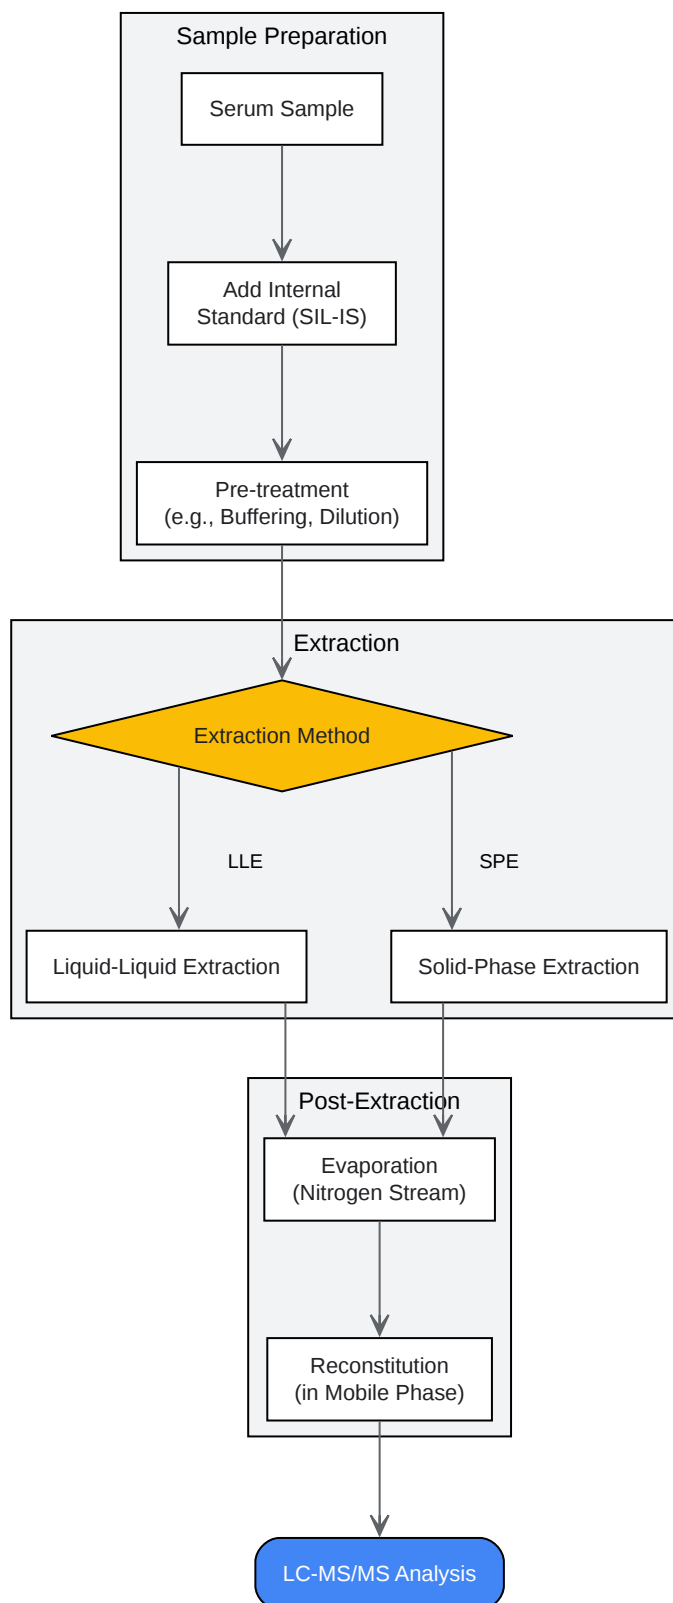 Sample Preparation
Serum Sample
Add Internal
Standard (SIL-IS)
Pre-treatment
(e.g., Buffering, Dilution)
Extraction
Extraction Method
LLE
SPE
Liquid-Liquid Extraction
Solid-Phase Extraction
Post-Extraction
Evaporation
(Nitrogen Stream)
Reconstitution
(in Mobile Phase)
LC-MS/MS Analysis